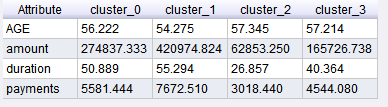 Attribute cluster_0 cluster_1 cluster_2 cluster_3
AGE 56.222 54.275 57.345 57.214
amount 274837.333 420974.824 62853.250 165726.738
duration 50.889 55.294 26.857 40.364
payments 5581.444 7672.510 3018.440 4544.080